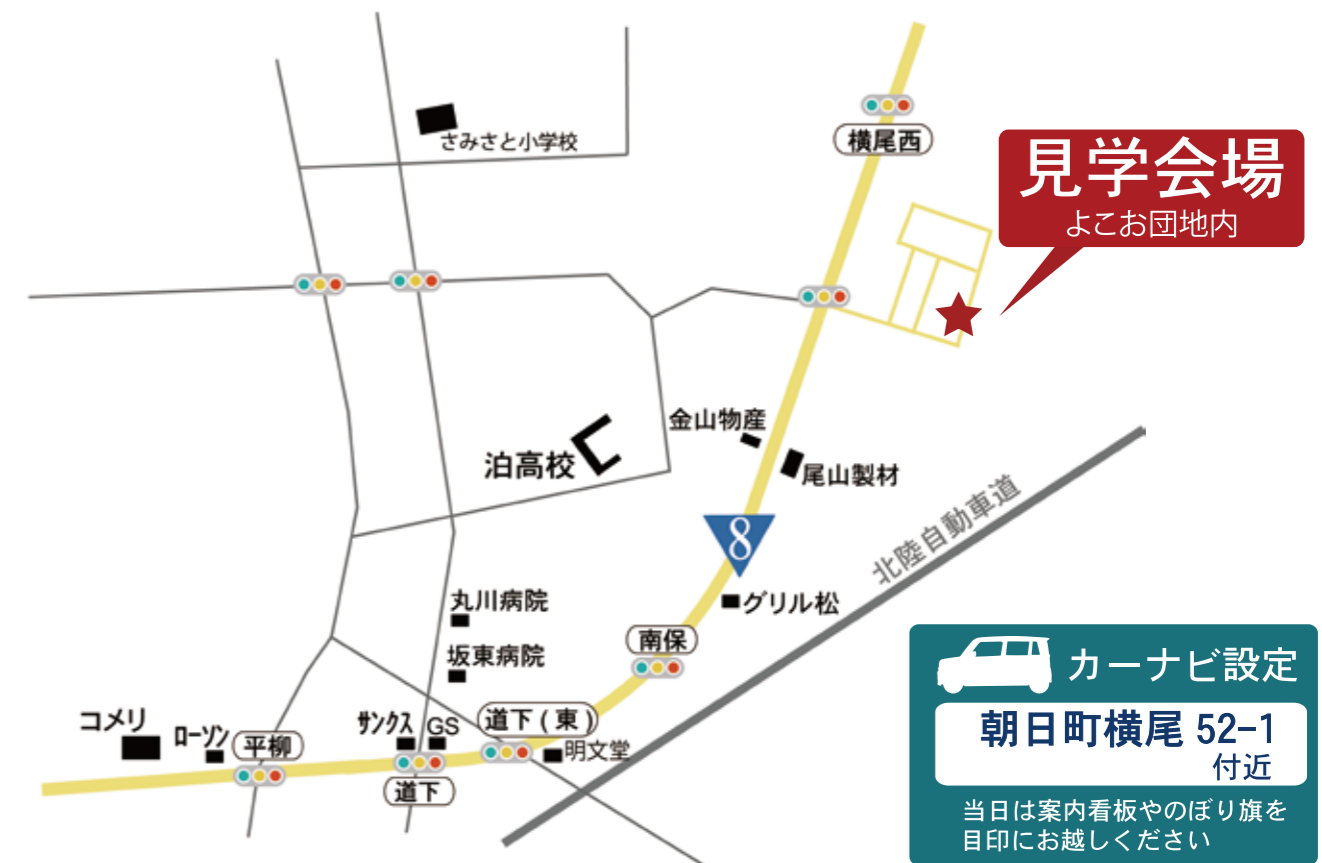 さみさと小学校
横尾西
見学会場
よこお団地内
金山物産
泊高校
尾山製材
北陸自動車道
8
丸川病院
グリル松
南保
坂東病院
コメリ
ローソン
平柳
サンクス
GS
道下(東)
明文堂
道下
カーナビ設定
朝日町横尾 52-1
付近
当日は案内看板やのぼり旗を
目印にお越しください